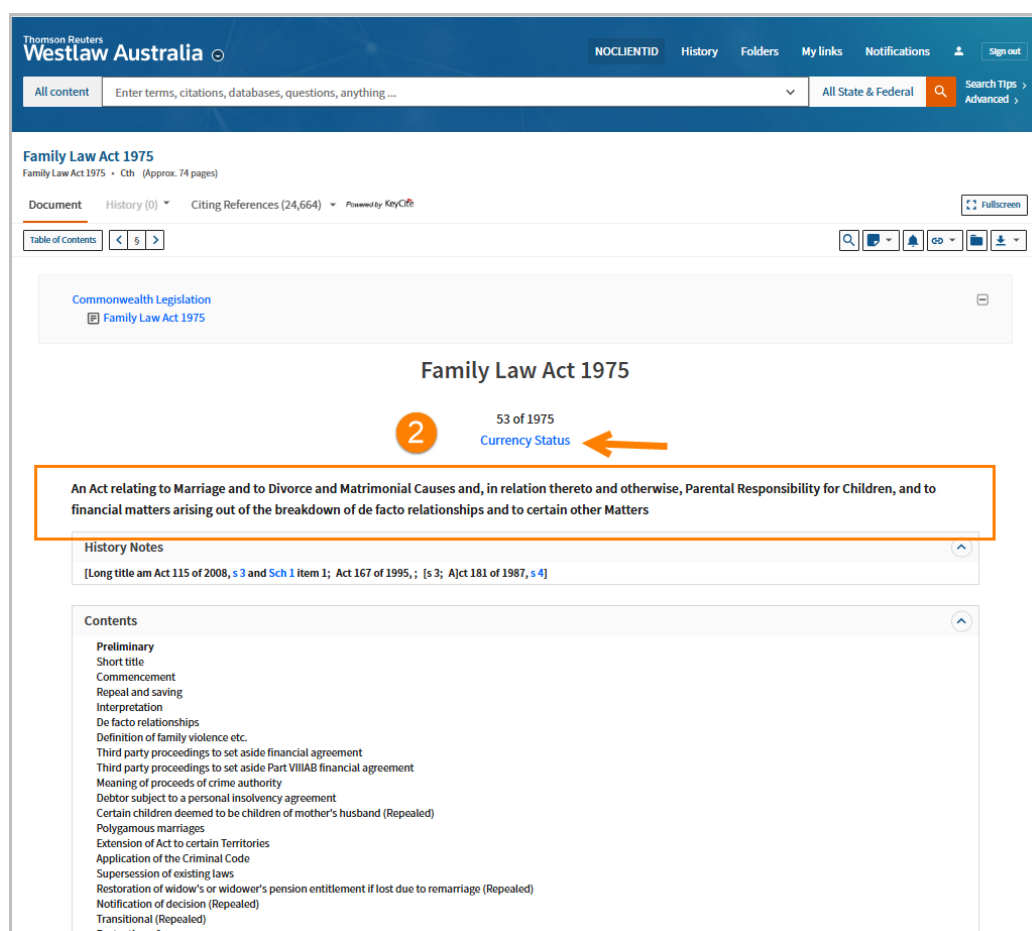 Thomson Reuters
Westlaw Australia
NOCLIENTID History Folders My links Notifications Sign out
All content Enter terms, citations, databases, questions, anything ... All State & Federal Search Tips >
Advanced >
Family Law Act 1975
Family Law Act 1975 • Cth (Approx. 74 pages)
Document History (0) Citing References (24,664) Powered by KeyCite
Fullscreen
Table of Contents < § >
Commonwealth Legislation
Family Law Act 1975
Family Law Act 1975
53 of 1975
2
Currency Status
An Act relating to Marriage and to Divorce and Matrimonial Causes and, in relation thereto and otherwise, Parental Responsibility for Children, and to
financial matters arising out of the breakdown of de facto relationships and to certain other Matters
History Notes
[Long title am Act 115 of 2008, s 3 and Sch 1 item 1; Act 167 of 1995, ; [s 3; A]ct 181 of 1987, s 4]
Contents
Preliminary
Short title
Commencement
Repeal and saving
Interpretation
De facto relationships
Definition of family violence etc.
Third party proceedings to set aside financial agreement
Third party proceedings to set aside Part VIIIAB financial agreement
Meaning of proceeds of crime authority
Debtor subject to a personal insolvency agreement
Certain children deemed to be children of mother's husband (Repealed)
Polygamous marriages
Extension of Act to certain Territories
Application of the Criminal Code
Supersession of existing laws
Restoration of widow's or widower's pension entitlement if lost due to remarriage (Repealed)
Notification of decision (Repealed)
Transitional (Repealed)